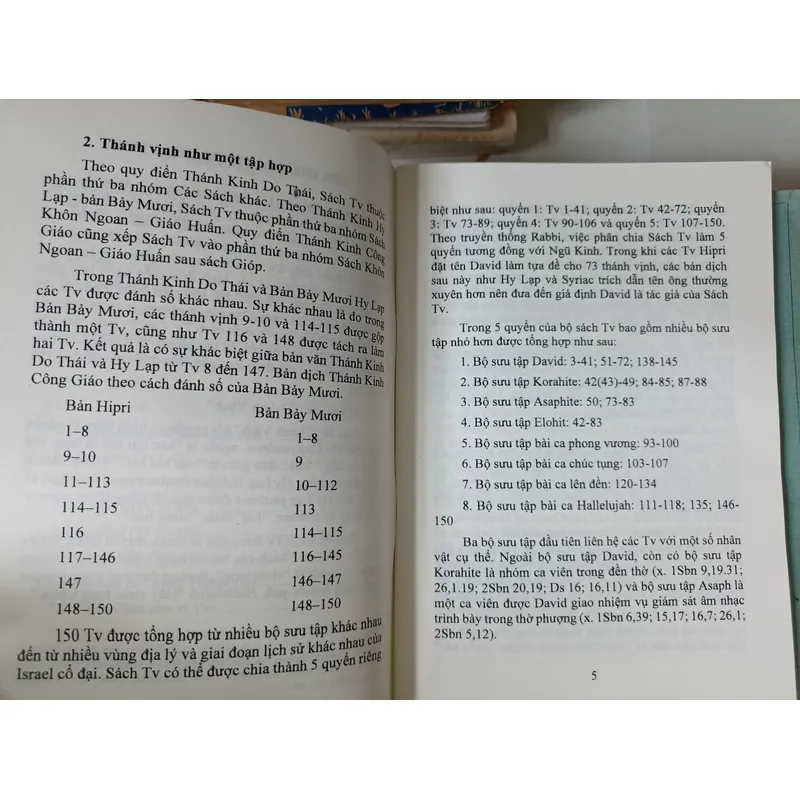 2. Thánh vịnh như một tập hợp
Theo quy điển Thánh Kinh Do Thái, Sách Tv thuộc
phần thứ ba nhóm Các Sách khác. Theo Thánh Kinh Hy
Lạp - bản Bảy Mươi, Sách Tv thuộc phần thứ ba nhóm Sách
Khôn Ngoan – Giáo Huấn. Quy điển Thánh Kinh Công
Giáo cũng xếp Sách Tv vào phần thứ ba nhóm Sách Khôn
Ngoan – Giáo Huấn sau sách Gióp.
Trong Thánh Kinh Do Thái và Bản Bảy Mươi Hy Lạp
các Tv được đánh số khác nhau. Sự khác nhau là do trong
Bản Bảy Mươi, các thánh vịnh 9-10 và 114-115 được gộp
thành một Tv, cũng như Tv 116 và 148 được tách ra làm
hai Tv. Kết quả là có sự khác biệt giữa bản văn Thánh Kinh
Do Thái và Hy Lạp từ Tv 8 đến 147. Bản dịch Thánh Kinh
Công Giáo theo cách đánh số của Bản Bảy Mươi.
Bản Hipri Bản Bảy Mươi
1–8 1–8
9–10 9
11–113 10–112
114–115 113
116 114–115
117–146 116–145
147 146–147
148–150 148–150
150 Tv được tổng hợp từ nhiều bộ sưu tập khác nhau
đến từ nhiều vùng địa lý và giai đoạn lịch sử khác nhau của
Israel cổ đại. Sách Tv có thể được chia thành 5 quyển riêng
biệt như sau: quyển 1: Tv 1-41; quyển 2: Tv 42-72; quyển
3: Tv 73-89; quyển 4: Tv 90-106 và quyển 5: Tv 107-150.
Theo truyền thống Rabbi, việc phân chia Sách Tv làm 5
quyển tương đồng với Ngũ Kinh. Trong khi các Tv Hipri
đặt tên David làm tựa đề cho 73 thánh vịnh, các bản dịch
sau này như Hy Lạp và Syriac trích dẫn tên ông thường
xuyên hơn nên đưa đến giả định David là tác giả của Sách
Tv.
Trong 5 quyển của bộ sách Tv bao gồm nhiều bộ sưu
tập nhỏ hơn được tổng hợp như sau:
1. Bộ sưu tập David: 3-41; 51-72; 138-145
2. Bộ sưu tập Korahite: 42(43)-49; 84-85; 87-88
3. Bộ sưu tập Asaphite: 50; 73-83
4. Bộ sưu tập Elohit: 42-83
5. Bộ sưu tập bài ca phong vương: 93-100
6. Bộ sưu tập bài ca chúc tụng: 103-107
7. Bộ sưu tập bài ca lên đền: 120-134
8. Bộ sưu tập bài ca Hallelujah: 111-118; 135; 146-
150
Ba bộ sưu tập đầu tiên liên hệ các Tv với một số nhân
vật cụ thể. Ngoài bộ sưu tập David, còn có bộ sưu tập
Korahite là nhóm ca viên trong đền thờ (x. 1Sbn 9,19.31;
26,1.19; 2Sbn 20,19; Ds 16; 16,11) và bộ sưu tập Asaph là
một ca viên được David giao nhiệm vụ giám sát âm nhạc
trình bày trong thờ phượng (x. 1Sbn 6,39; 15,17; 16,7; 26,1;
2Sbn 5,12).
5